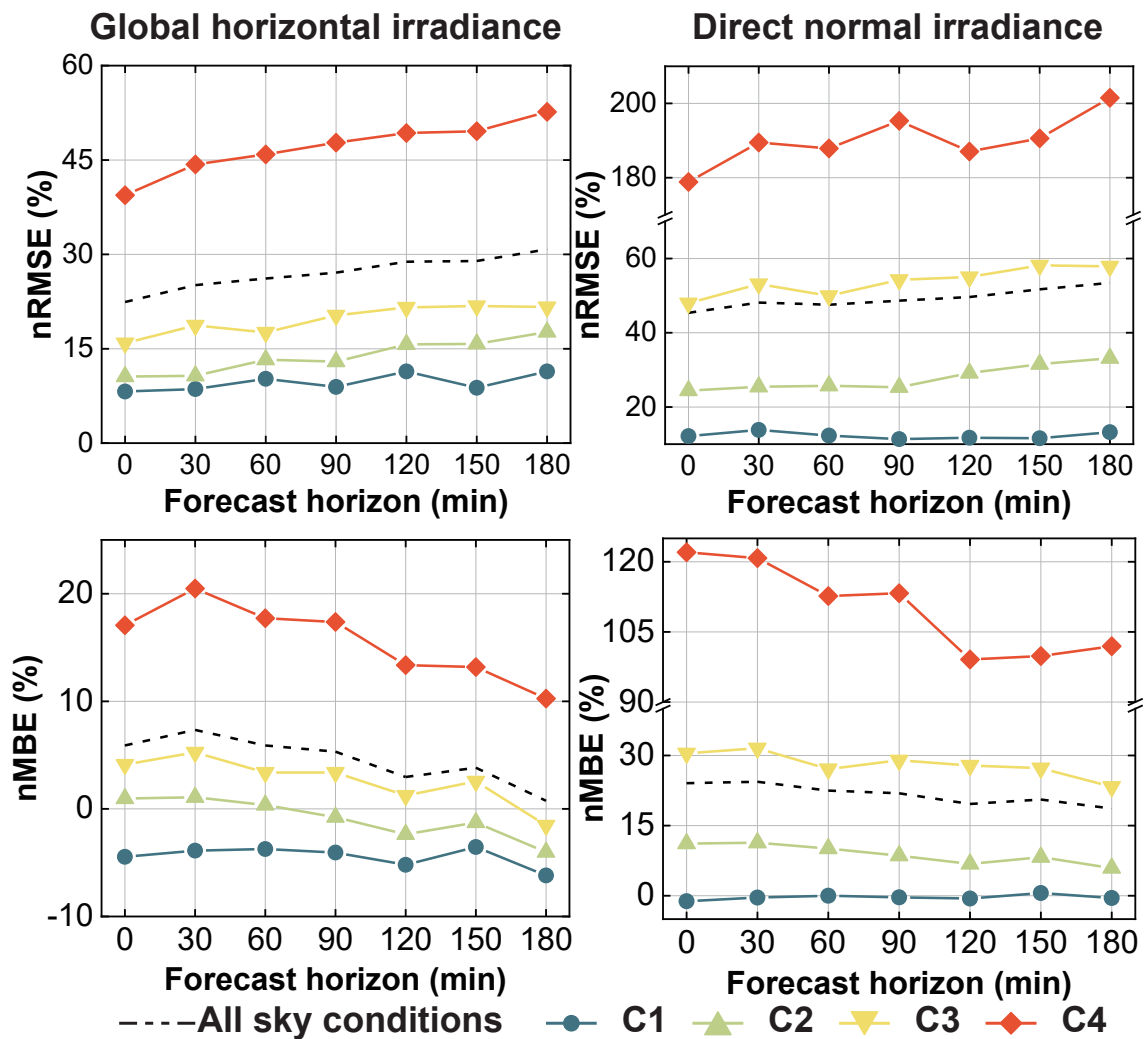 Global horizontal irradiance
Direct normal irradiance
60
45
30
15
0
nRMSE (%)
0 30 60 90 120 150 180
Forecast horizon (min)
200
180
60
40
20
nRMSE (%)
0 30 60 90 120 150 180
Forecast horizon (min)
20
10
0
-10
nMBE (%)
0 30 60 90 120 150 180
Forecast horizon (min)
120
105
90
30
15
0
nMBE (%)
0 30 60 90 120 150 180
Forecast horizon (min)
All sky conditions C1 C2 C3 C4